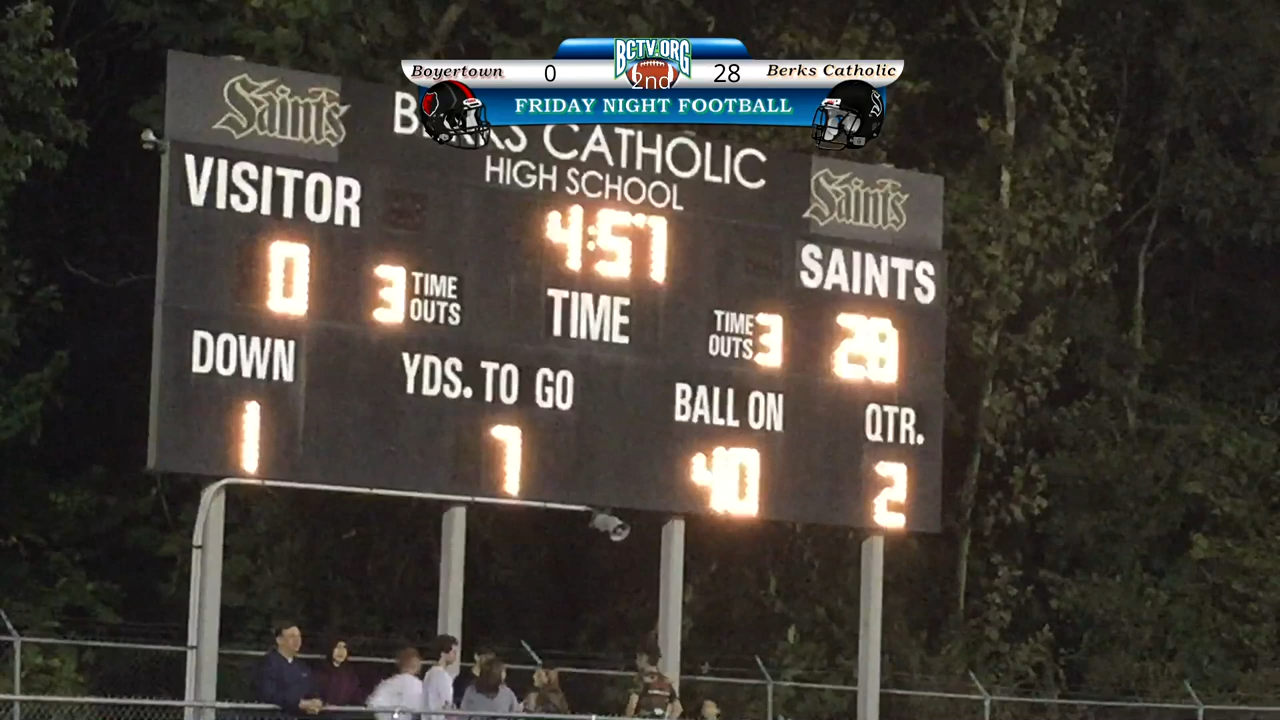 BCTV.ORG
Boyertown 0 2nd 28 Berks Catholic
FRIDAY NIGHT FOOTBALL
Saints
BERKS CATHOLIC
HIGH SCHOOL
Saints
VISITOR
4:57
SAINTS
0
3 TIME OUTS
TIME
TIME OUTS 3
28
DOWN
YDS. TO GO
BALL ON
QTR.
1
7
40
2